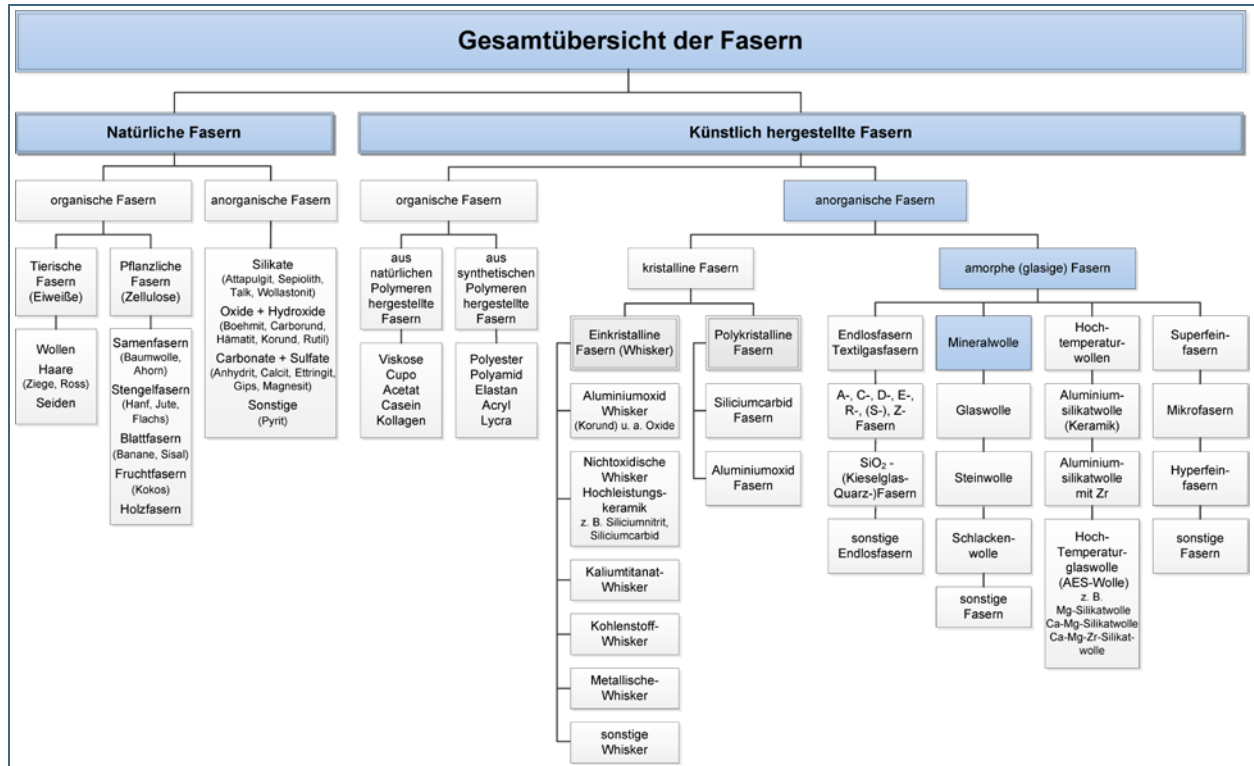 Gesamtübersicht der Fasern
Natürliche Fasern
Künstlich hergestellte Fasern
organische Fasern
anorganische Fasern
organische Fasern
anorganische Fasern
Tierische
Fasern
(Eiweiße)
Pflanzliche
Fasern
(Zellulose)
Silikate
(Attapulgit, Sepiolith,
Talk, Wollastonit)
Oxide + Hydroxide
(Boehmit, Carborund,
Hämatit, Korund, Rutil)
Carbonate + Sulfate
(Anhydrit, Calcit, Ettringit,
Gips, Magnesit)
Sonstige
(Pyrit)
aus
natürlichen
Polymeren
hergestellte
Fasern
aus
synthetischen
Polymeren
hergestellte
Fasern
kristalline Fasern
amorphe (glasige) Fasern
Wollen
Haare
(Ziege, Ross)
Seiden
Samenfasern
(Baumwolle,
Ahorn)
Stengelfasern
(Hanf, Jute,
Flachs)
Blattfasern
(Banane, Sisal)
Fruchtfasern
(Kokos)
Holzfasern
Viskose
Cupo
Acetat
Casein
Kollagen
Polyester
Polyamid
Elastan
Acryl
Lycra
Einkristalline
Fasern (Whisker)
Aluminiumoxid
Whisker
(Korund) u. a. Oxide
Nichtoxidische
Whisker
Hochleistungs-
keramik
z. B. Siliciumnitrit,
Siliciumcarbid
Kaliumtitanat-
Whisker
Kohlenstoff-
Whisker
Metallische-
Whisker
sonstige
Whisker
Polykristalline
Fasern
Siliciumcarbid
Fasern
Aluminiumoxid
Fasern
Endlosfasern
Textilgasfasern
A-, C-, D-, E-,
R-, (S-), Z-
Fasern
SiO₂ -
(Kieselglas-
Quarz-)Fasern
sonstige
Endlosfasern
Mineralwolle
Glaswolle
Steinwolle
Schlacken-
wolle
sonstige
Fasern
Hoch-
temperatur-
wollen
Aluminium-
silikatwolle
(Keramik)
Aluminium-
silikatwolle
mit Zr
Hoch-
Temperatur-
glaswolle
(AES-Wolle)
z. B.
Mg-Silikatwolle
Ca-Mg-Silikatwolle
Ca-Mg-Zr-Silikat-
wolle
Superfein-
fasern
Mikrofasern
Hyperfein-
fasern
sonstige
Fasern